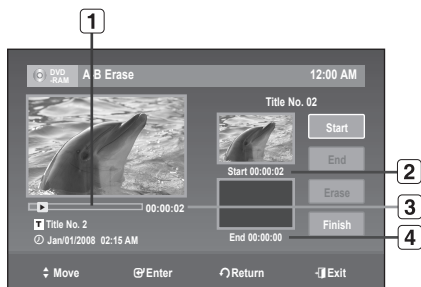 1
DVD
-RAM
A B Erase
12:00 AM
Title No. 02
Start
End
Start 00:00:02
2
Erase
00:00:02
3
T Title No. 2
Finish
Jan/01/2008 02:15 AM
End 00:00:00
4
Move
Enter
Return
Exit